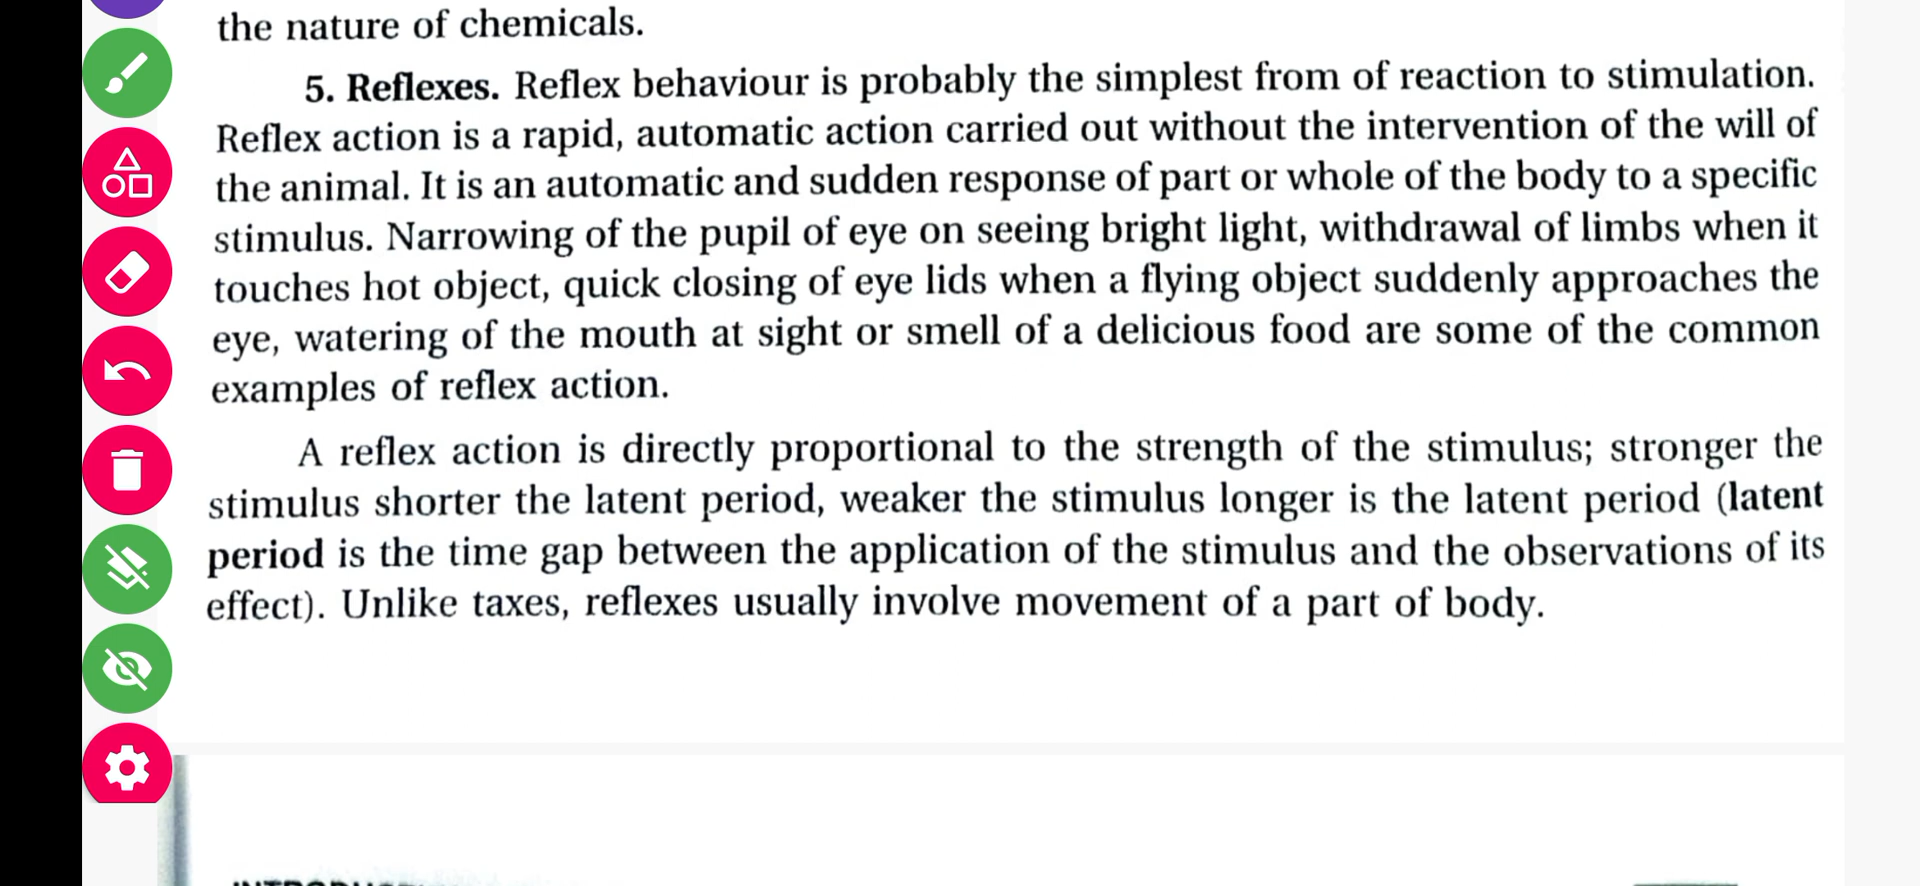 the nature of chemicals.
5. Reflexes. Reflex behaviour is probably the simplest from of reaction to stimulation.
Reflex action is a rapid, automatic action carried out without the intervention of the will of
the animal. It is an automatic and sudden response of part or whole of the body to a specific
stimulus. Narrowing of the pupil of eye on seeing bright light, withdrawal of limbs when it
touches hot object, quick closing of eye lids when a flying object suddenly approaches the
eye, watering of the mouth at sight or smell of a delicious food are some of the common
examples of reflex action.
A reflex action is directly proportional to the strength of the stimulus; stronger the
stimulus shorter the latent period, weaker the stimulus longer is the latent period (latent
period is the time gap between the application of the stimulus and the observations of its
effect). Unlike taxes, reflexes usually involve movement of a part of body.